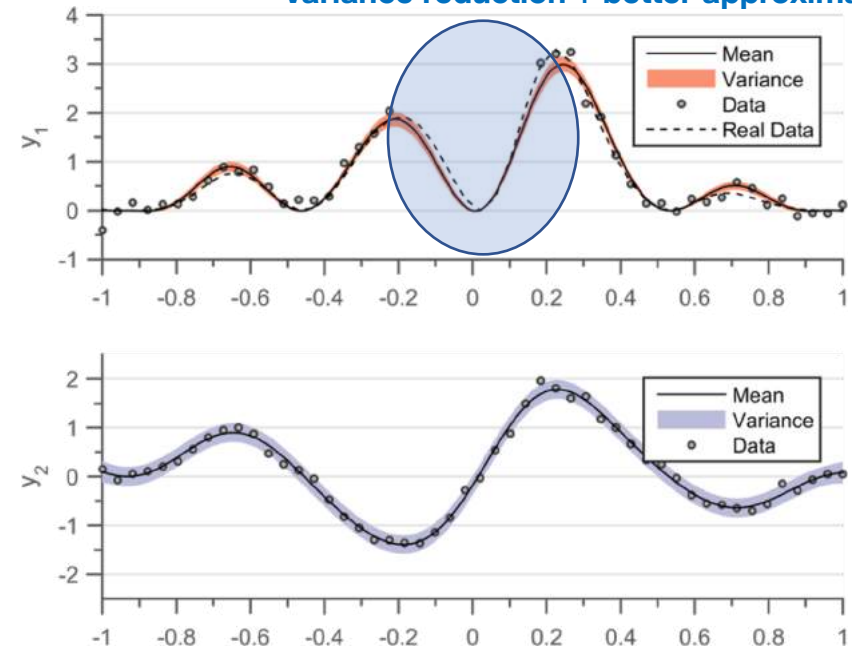 variance reduction + better
4
3
2
1
0
-1
y1
Mean
Variance
Data
Real Data
-1 -0.8 -0.6 -0.4 -0.2 0 0.2 0.4 0.6 0.8 1
2
1
0
-1
-2
y2
Mean
Variance
Data
-1 -0.8 -0.6 -0.4 -0.2 0 0.2 0.4 0.6 0.8 1